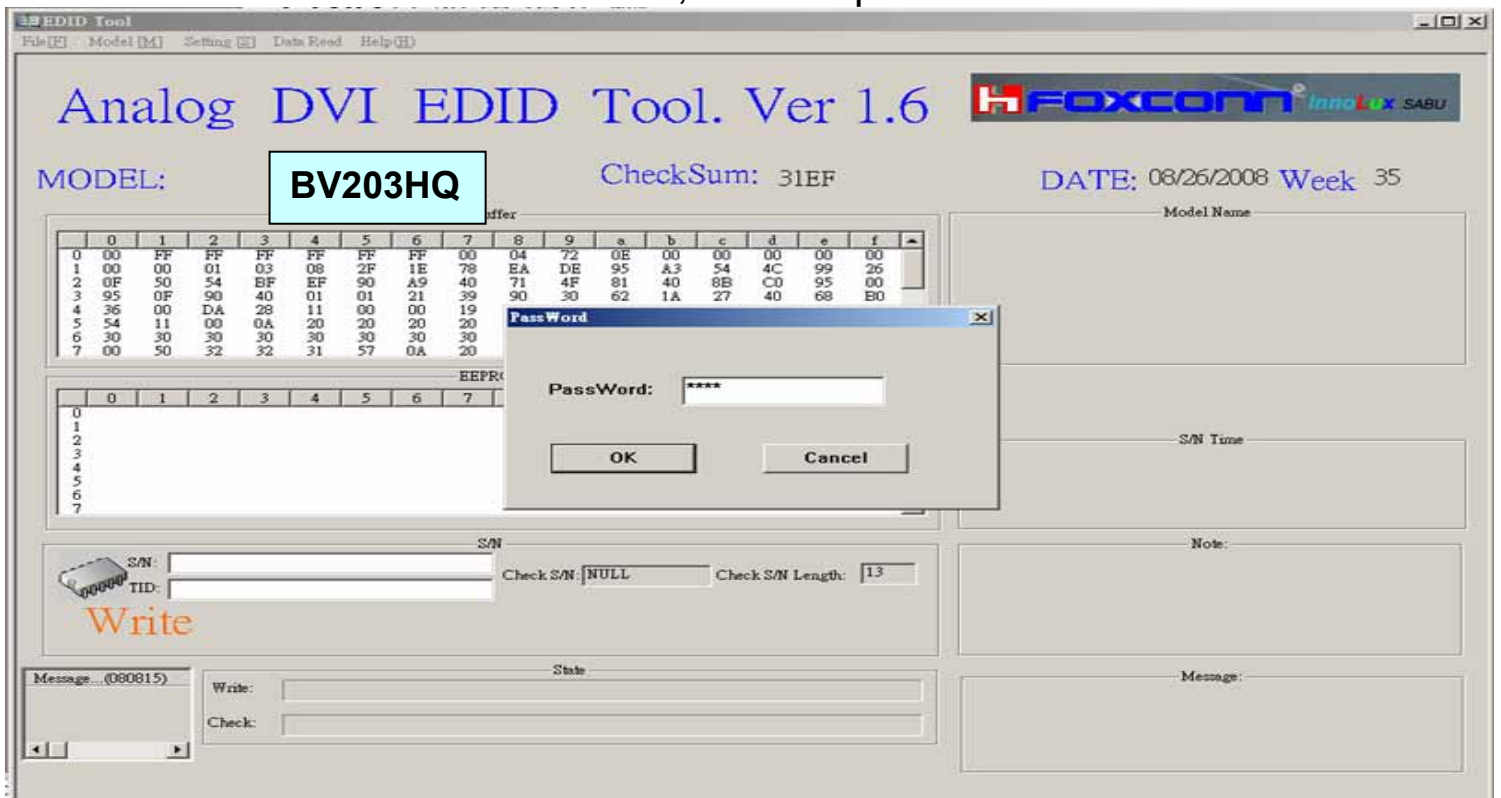 EDID Tool
File[F] Model [M] Setting [S] Data Read Help(H)
Analog DVI EDID Tool. Ver 1.6
FOXCONN InnoLux SABU
MODEL: BV203HQ CheckSum: 31EF DATE: 08/26/2008 Week 35
Model Name
0 1 2 3 4 5 6 7 8 9 a b c d e f
0 00 FF FF FF FF FF FF 00 04 72 0E 00 00 00 00 00
1 00 00 01 03 08 2F 1E 78 EA DE 95 A3 54 4C 99 26
2 0F 50 54 BF EF 90 A9 40 71 4F 81 40 8B C0 95 00
3 95 0F 90 40 01 01 21 39 90 30 62 1A 27 40 68 B0
4 36 00 DA 28 11 00 00 19
5 54 11 00 0A 20 20 20 20
6 30 30 30 30 30 30 30 30
7 00 50 32 32 31 57 0A 20
PassWord
PassWord: ****
OK Cancel
0 1 2 3 4 5 6 7
0
1
2
3
4
5
6
7
S/N Time
S/N
S/N:
TID:
Check S/N: NULL Check S/N Length: 13
Write
Note:
Message...(080815)
State
Write:
Check:
Message: